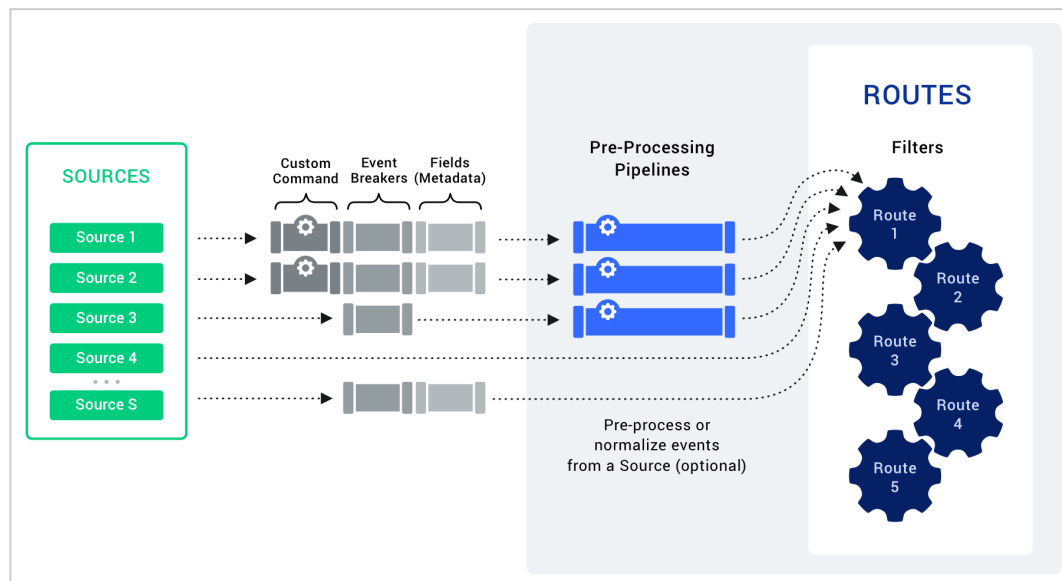 ROUTES
SOURCES
Custom
Command
Event
Breakers
Fields
(Metadata)
Pre-Processing
Pipelines
Filters
Source 1
Source 2
Source 3
Source 4
...
Source S
Route
1
Route
2
Route
3
Route
4
Route
5
Pre-process or
normalize events
from a Source (optional)